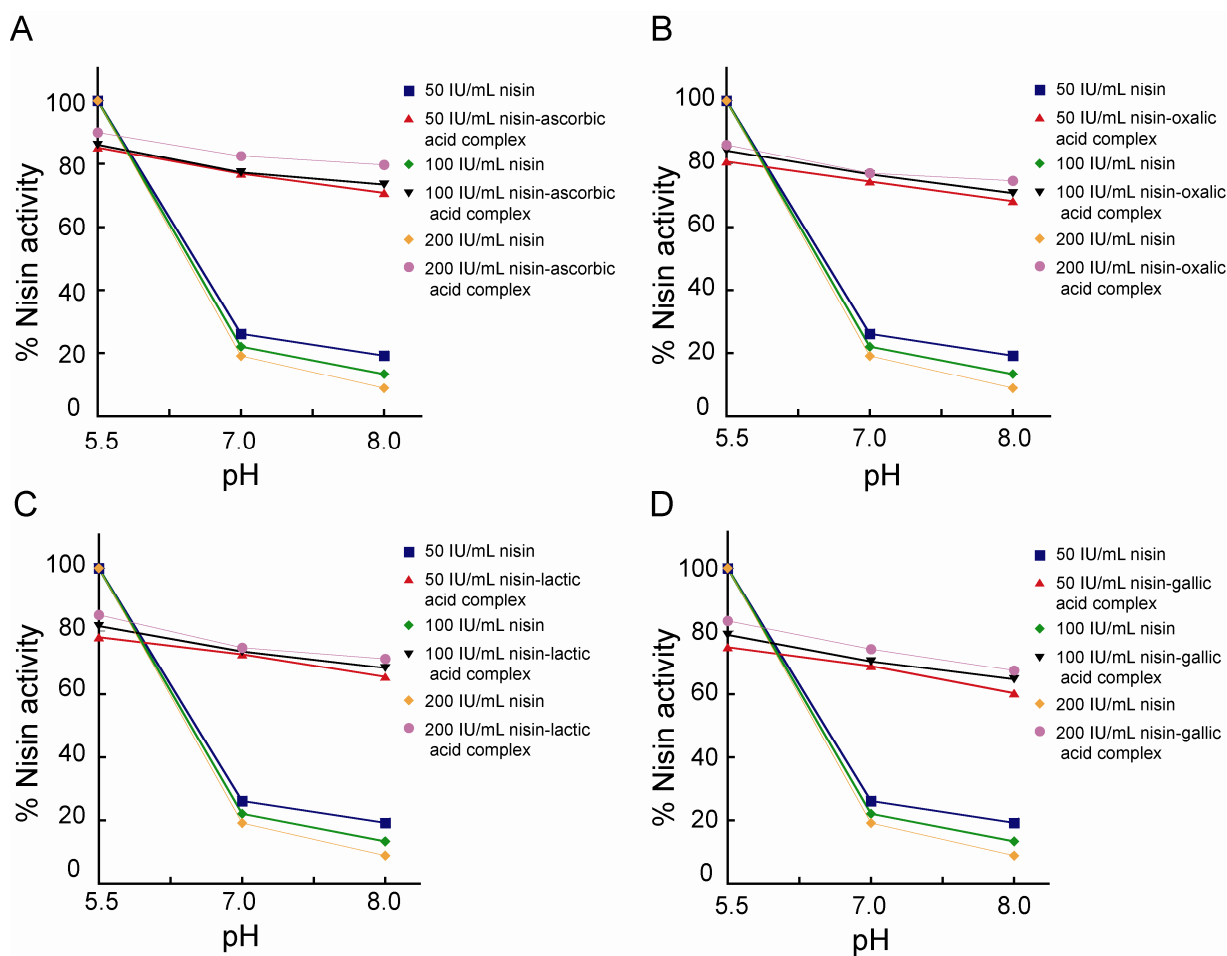 A
% Nisin activity
100
80
60
40
20
0
5.5
7.0
8.0
pH
50 IU/mL nisin
50 IU/mL nisin-ascorbic
acid complex
100 IU/mL nisin
100 IU/mL nisin-ascorbic
acid complex
200 IU/mL nisin
200 IU/mL nisin-ascorbic
acid complex
B
% Nisin activity
100
80
60
40
20
0
5.5
7.0
8.0
pH
50 IU/mL nisin
50 IU/mL nisin-oxalic
acid complex
100 IU/mL nisin
100 IU/mL nisin-oxalic
acid complex
200 IU/mL nisin
200 IU/mL nisin-oxalic
acid complex
C
% Nisin activity
100
80
60
40
20
0
5.5
7.0
8.0
pH
50 IU/mL nisin
50 IU/mL nisin-lactic
acid complex
100 IU/mL nisin
100 IU/mL nisin-lactic
acid complex
200 IU/mL nisin
200 IU/mL nisin-lactic
acid complex
D
% Nisin activity
100
80
60
40
20
0
5.5
7.0
8.0
pH
50 IU/mL nisin
50 IU/mL nisin-gallic
acid complex
100 IU/mL nisin
100 IU/mL nisin-gallic
acid complex
200 IU/mL nisin
200 IU/mL nisin-gallic
acid complex